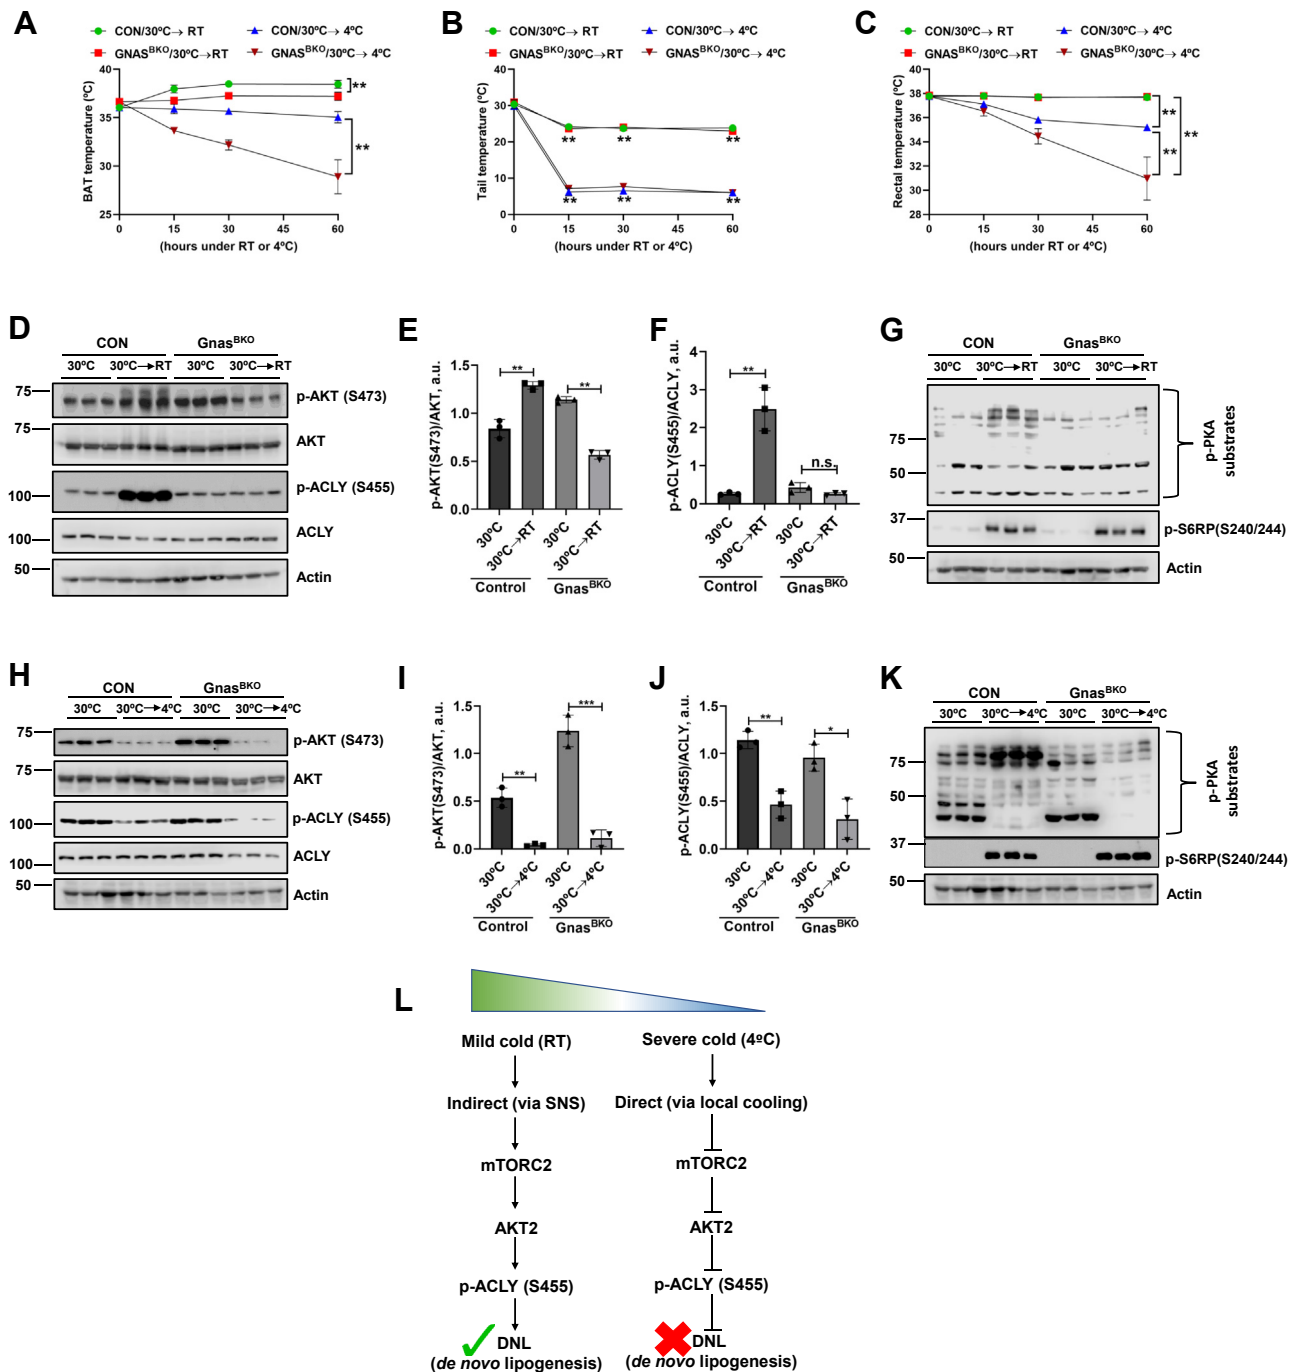 A
CON/30ºC→ RT
CON/30ºC→ 4ºC
GNASBKO/30ºC→RT
GNASBKO/30ºC→ 4ºC
BAT temperature (ºC)
40
35
30
25
**
**
0 15 30 45 60
(hours under RT or 4ºC)
B
CON/30ºC→ RT
CON/30ºC→ 4ºC
GNASBKO/30ºC→RT
GNASBKO/30ºC→ 4ºC
Tail temperature (ºC)
40
30
20
10
0
** ** **
** ** **
0 15 30 45 60
(hours under RT or 4ºC)
C
CON/30ºC→ RT
CON/30ºC→ 4ºC
GNASBKO/30ºC→RT
GNASBKO/30ºC→ 4ºC
Rectal temperature (ºC)
40
38
36
34
32
30
28
**
**
**
0 15 30 45 60
(hours under RT or 4ºC)
D
CON GnasBKO
30ºC 30ºC→RT 30ºC 30ºC→RT
75 p-AKT (S473)
75 AKT
100 p-ACLY (S455)
100 ACLY
50 Actin
E
p-AKT(S473)/AKT, a.u.
1.5
1.0
0.5
0.0
** **
30ºC 30ºC→RT 30ºC 30ºC→RT
Control GnasBKO
F
p-ACLY(S455)/ACLY, a.u.
4
3
2
1
0
** n.s.
30ºC 30ºC→RT 30ºC 30ºC→RT
Control GnasBKO
G
CON GnasBKO
30ºC 30ºC→RT 30ºC 30ºC→RT
75
50
p-PKA
substrates
37 p-S6RP(S240/244)
50 Actin
H
CON GnasBKO
30ºC 30ºC→4ºC 30ºC 30ºC→4ºC
75 p-AKT (S473)
75 AKT
100 p-ACLY (S455)
100 ACLY
50 Actin
I
p-AKT(S473)/AKT, a.u.
1.5
1.0
0.5
0.0
** ***
30ºC 30ºC→4ºC 30ºC 30ºC→4ºC
Control GnasBKO
J
p-ACLY(S455)/ACLY, a.u.
1.5
1.0
0.5
0.0
** *
30ºC 30ºC→4ºC 30ºC 30ºC→4ºC
Control GnasBKO
K
CON GnasBKO
30ºC 30ºC→4ºC 30ºC 30ºC→4ºC
75
50
p-PKA
substrates
37 p-S6RP(S240/244)
50 Actin
L
Mild cold (RT)
Indirect (via SNS)
mTORC2
AKT2
p-ACLY (S455)
DNL
(de novo lipogenesis)
Severe cold (4ºC)
Direct (via local cooling)
mTORC2
AKT2
p-ACLY (S455)
DNL
(de novo lipogenesis)